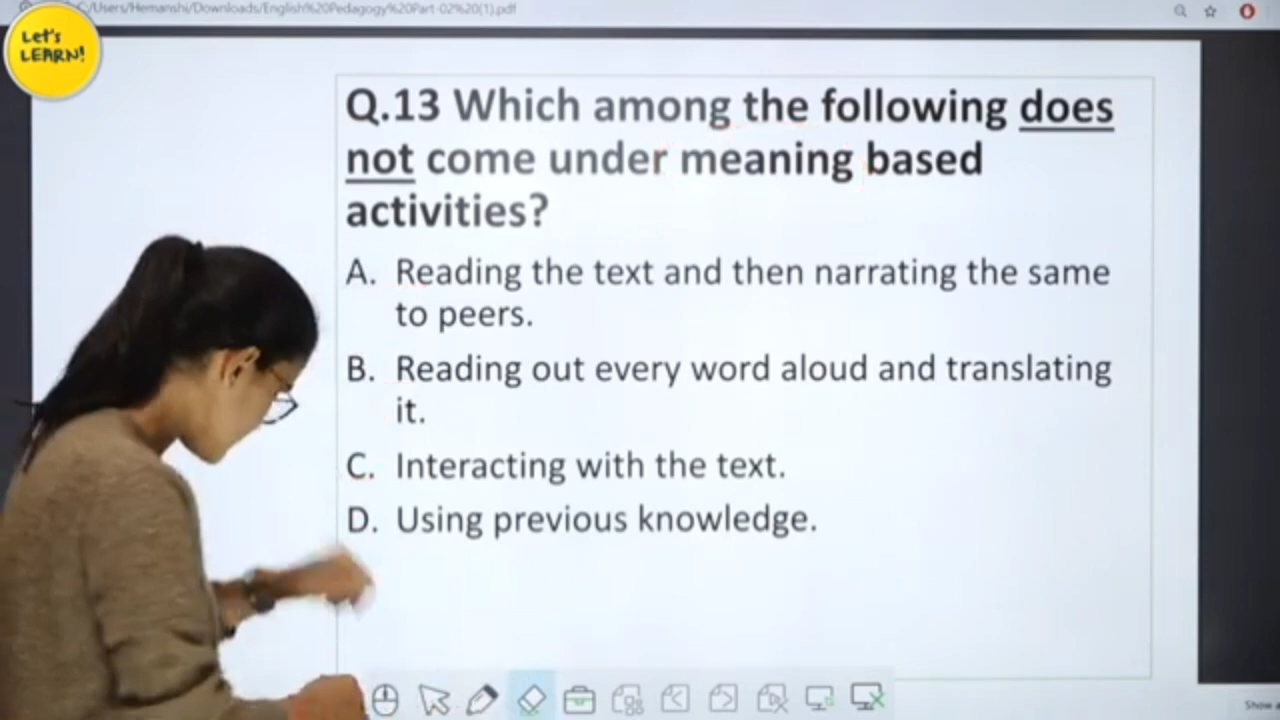 C:/Users/Hemanshi/Downloads/English%20Pedagogy%20Part-02%20(1).pdf
Let's
LEARN!
Q.13 Which among the following does
not come under meaning based
activities?
A. Reading the text and then narrating the same
to peers.
B. Reading out every word aloud and translating
it.
C. Interacting with the text.
D. Using previous knowledge.
Show a